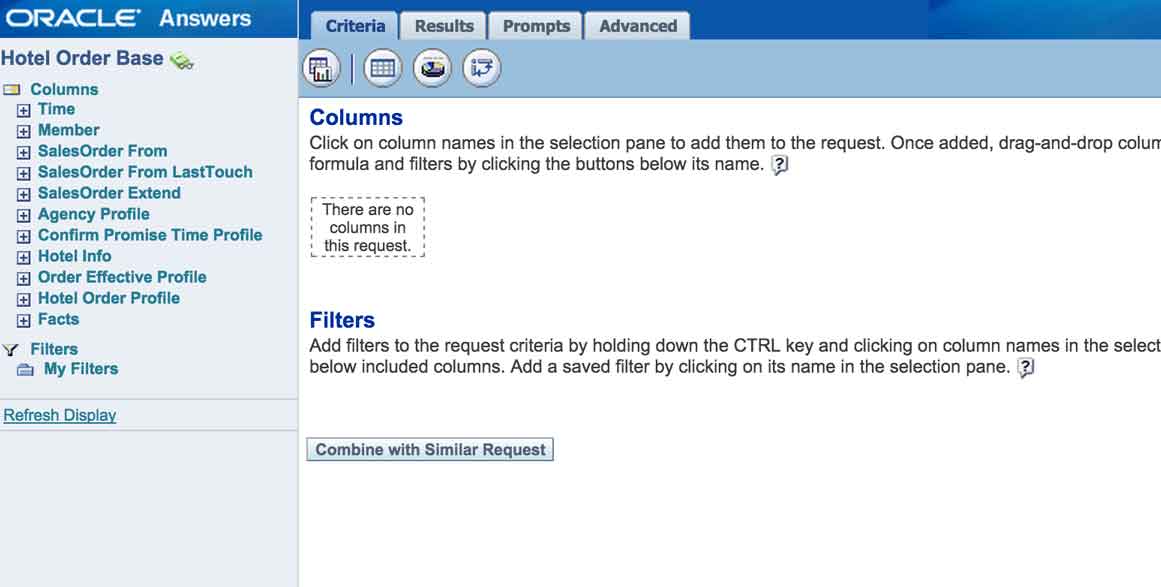 ORACLE Answers
Hotel Order Base
Columns
Time
Member
SalesOrder From
SalesOrder From LastTouch
SalesOrder Extend
Agency Profile
Confirm Promise Time Profile
Hotel Info
Order Effective Profile
Hotel Order Profile
Facts
Filters
My Filters
Refresh Display
Criteria Results Prompts Advanced
Columns
Click on column names in the selection pane to add them to the request. Once added, drag-and-drop colum
formula and filters by clicking the buttons below its name. ?
There are no
columns in
this request.
Filters
Add filters to the request criteria by holding down the CTRL key and clicking on column names in the select
below included columns. Add a saved filter by clicking on its name in the selection pane. ?
Combine with Similar Request